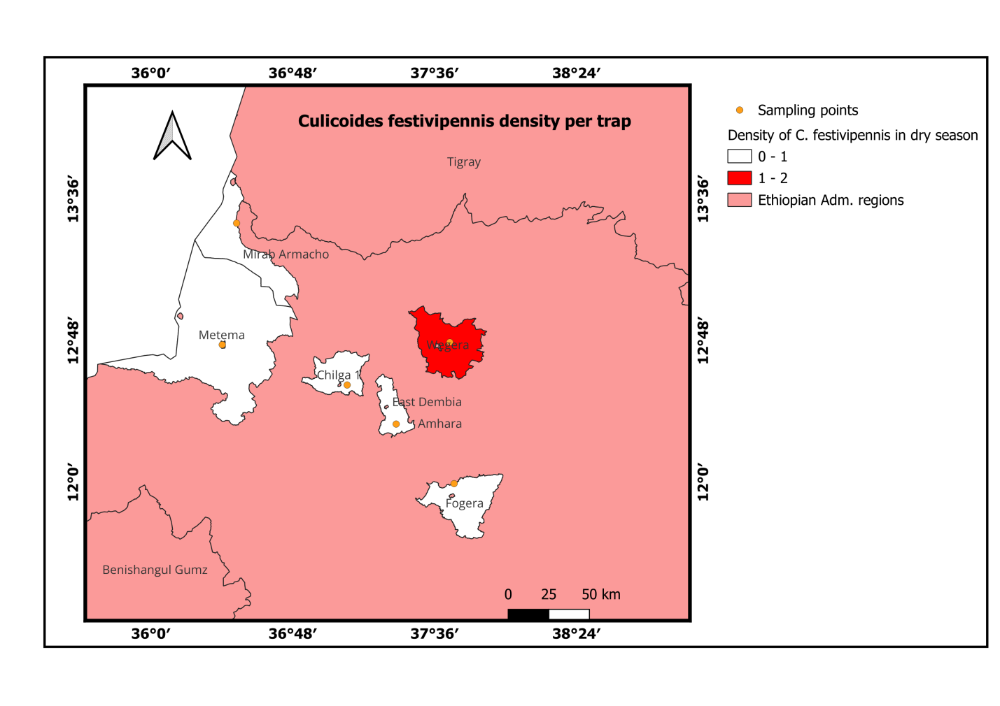 36°0′ 36°48′ 37°36′ 38°24′
Culicoides festivipennis density per trap
Sampling points
Density of C. festivipennis in dry season
0 - 1
1 - 2
Ethiopian Adm. regions
Tigray
13°36′ 13°36′
Mirab Armacho
12°48′ 12°48′
Metema
Wegera
Chilga 1
East Dembia
Amhara
12°0′ 12°0′
Fogera
Benishangul Gumz
0 25 50 km
36°0′ 36°48′ 37°36′ 38°24′